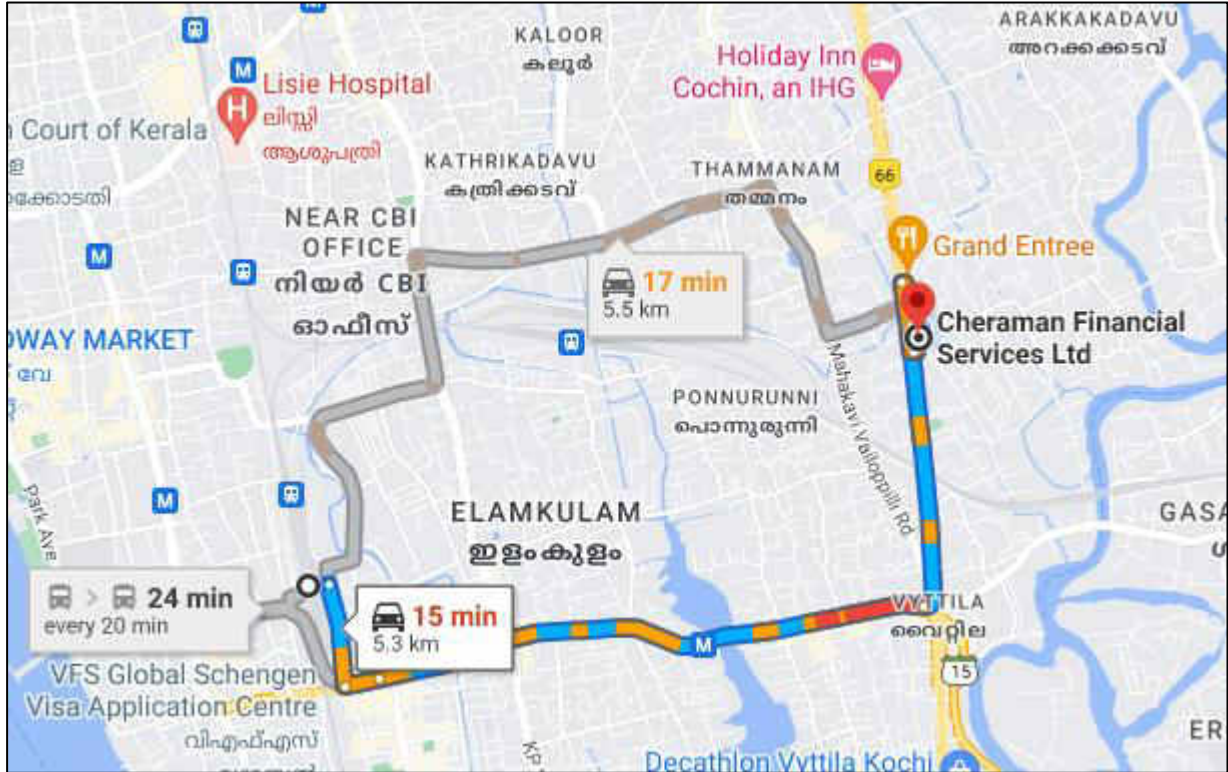 KALOOR
കലൂർ
ARAKKAKADAVU
അറക്കക്കടവ്
Holiday Inn
Cochin, an IHG
M
H
Lisie Hospital
ലിസ്സി
ആശുപത്രി
Court of Kerala
ക്കോടതി
KATHRIKADAVU
കത്രിക്കടവ്
THAMMANAM
തമ്മനം
66
NEAR CBI
OFFICE
നിയർ CBI
ഓഫീസ്
M
Grand Entree
17 min
5.5 km
Cheraman Financial
Services Ltd
DWAY MARKET
വേ
PONNURUNNI
പൊന്നുരുന്നി
Mahakavi Vailoppilli Rd
Park Ave
M
ELAMKULAM
ഇളംകുളം
GASA
24 min
every 20 min
15 min
5.3 km
VYTTILA
വൈറ്റില
M
15
VFS Global Schengen
Visa Application Centre
വിഎഫ്എസ്
ER
Decathlon Vyttila Kochi